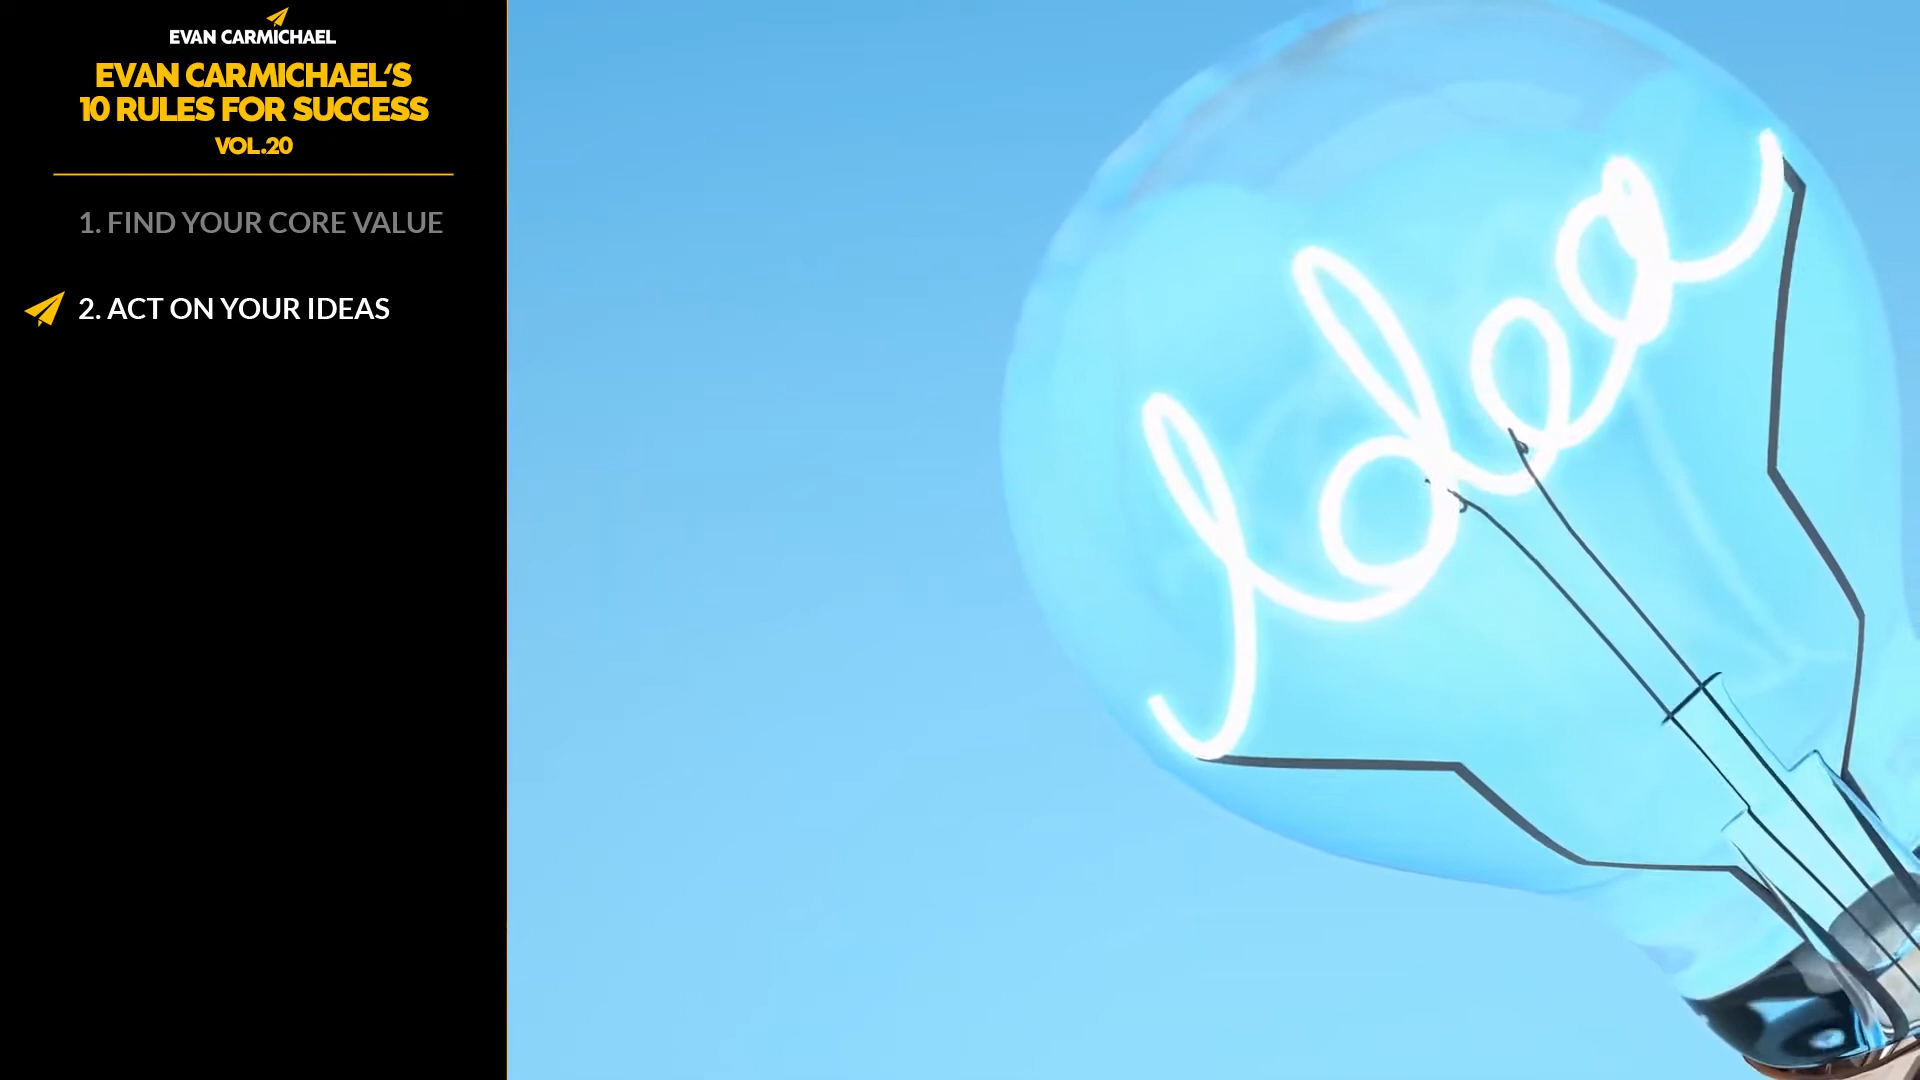 EVAN CARMICHAEL
EVAN CARMICHAEL'S
10 RULES FOR SUCCESS
VOL.20
1. FIND YOUR CORE VALUE
2. ACT ON YOUR IDEAS
Idea